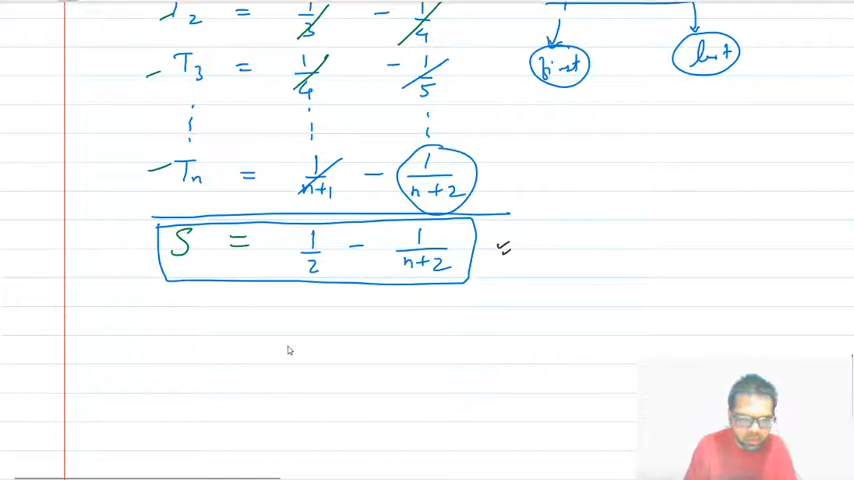 T₂ = 1/3 - 1/4
T₃ = 1/4 - 1/5
first
last
⋮ ⋮ ⋮
Tₙ = 1/n+1 - 1/n+2
S = 1/2 - 1/n+2